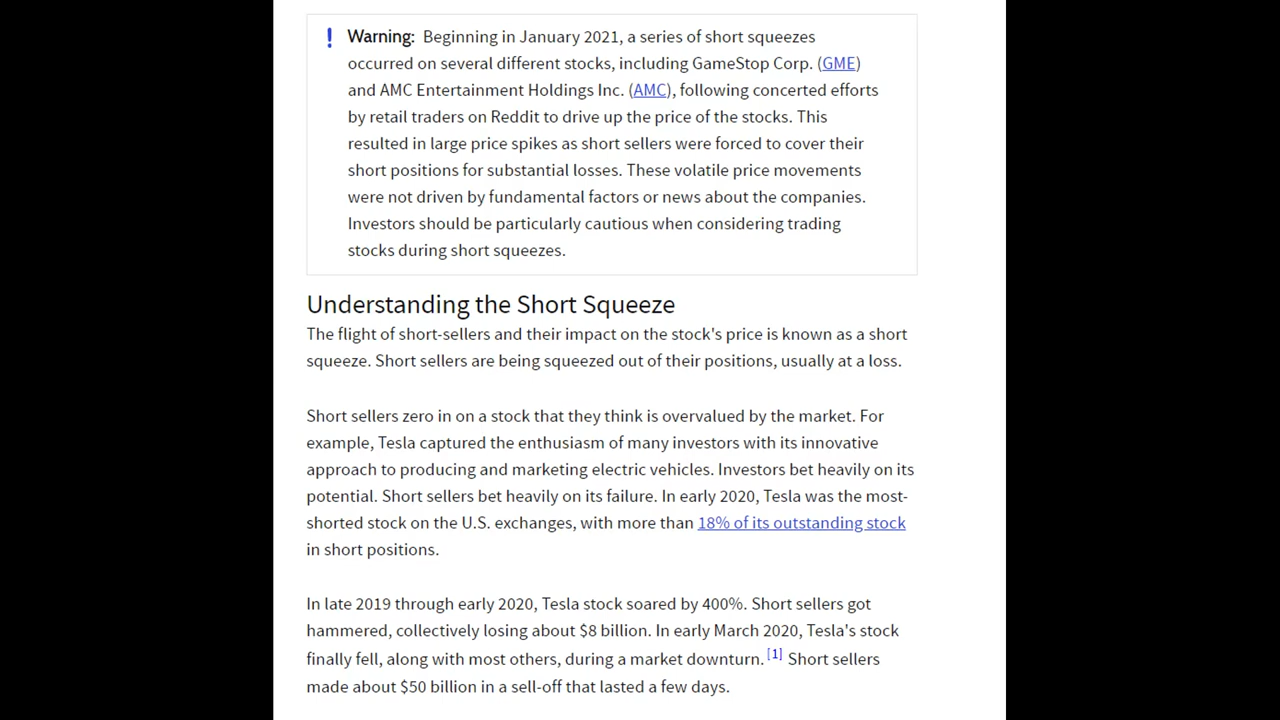 ! Warning: Beginning in January 2021, a series of short squeezes
occurred on several different stocks, including GameStop Corp. (GME)
and AMC Entertainment Holdings Inc. (AMC), following concerted efforts
by retail traders on Reddit to drive up the price of the stocks. This
resulted in large price spikes as short sellers were forced to cover their
short positions for substantial losses. These volatile price movements
were not driven by fundamental factors or news about the companies.
Investors should be particularly cautious when considering trading
stocks during short squeezes.
Understanding the Short Squeeze
The flight of short-sellers and their impact on the stock's price is known as a short
squeeze. Short sellers are being squeezed out of their positions, usually at a loss.
Short sellers zero in on a stock that they think is overvalued by the market. For
example, Tesla captured the enthusiasm of many investors with its innovative
approach to producing and marketing electric vehicles. Investors bet heavily on its
potential. Short sellers bet heavily on its failure. In early 2020, Tesla was the most-
shorted stock on the U.S. exchanges, with more than 18% of its outstanding stock
in short positions.
In late 2019 through early 2020, Tesla stock soared by 400%. Short sellers got
hammered, collectively losing about $8 billion. In early March 2020, Tesla's stock
finally fell, along with most others, during a market downturn. [1] Short sellers
made about $50 billion in a sell-off that lasted a few days.